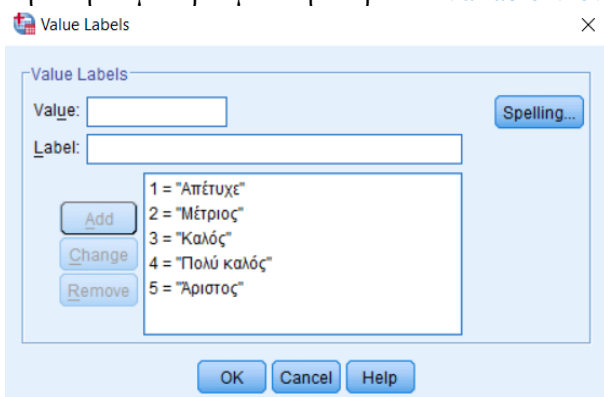 Value Labels
Value Labels
Value:
Spelling...
Label:
1 = "Απέτυχε"
Add
2 = "Μέτριος"
3 = "Καλός"
Change
4 = "Πολύ καλός"
Remove
5 = "Άριστος"
OK Cancel Help